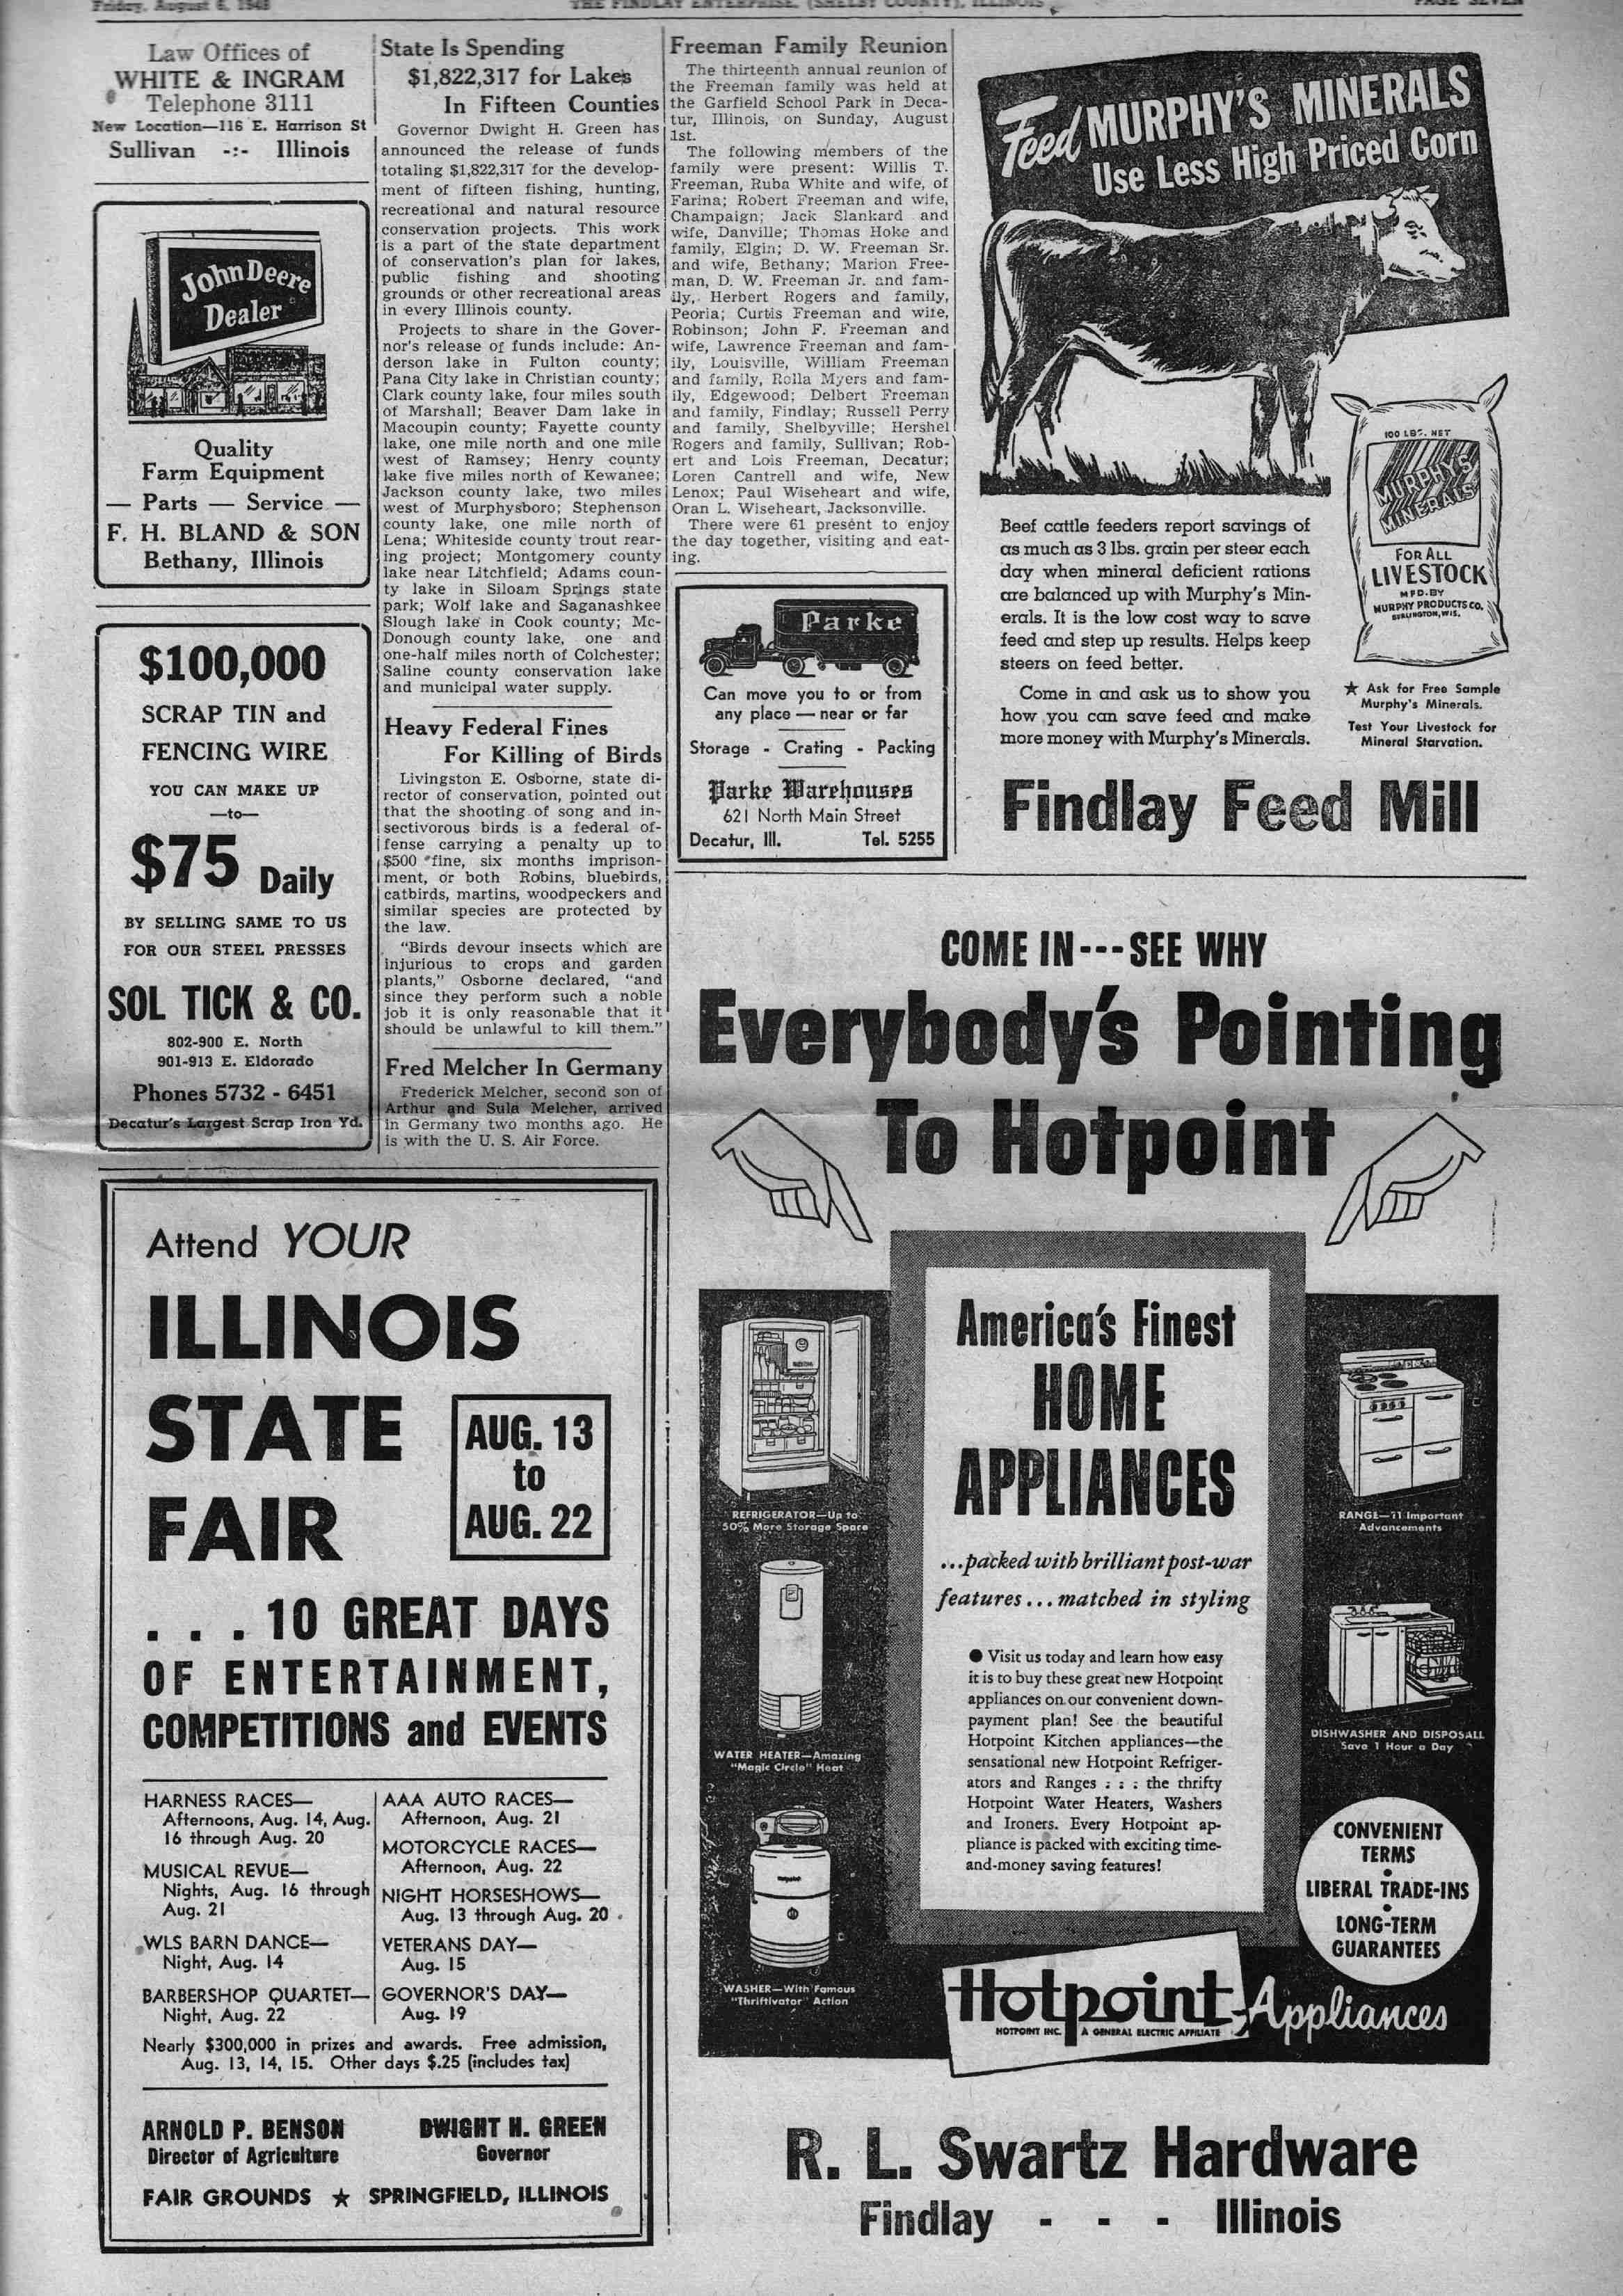 Friday, August 6, 1948
THE FINDLAY ENTERPRISE, (SHELBY COUNTY), ILLINOIS
PAGE SEVEN
Law Offices of
WHITE & INGRAM
Telephone 3111
New Location—116 E. Harrison St
Sullivan -:- Illinois
John Deere
Dealer
Quality
Farm Equipment
— Parts — Service —
F. H. BLAND & SON
Bethany, Illinois
$100,000
SCRAP TIN and
FENCING WIRE
YOU CAN MAKE UP
—to—
$75 Daily
BY SELLING SAME TO US
FOR OUR STEEL PRESSES
SOL TICK & CO.
802-900 E. North
901-913 E. Eldorado
Phones 5732 - 6451
Decatur's Largest Scrap Iron Yd.
State Is Spending
$1,822,317 for Lakes
In Fifteen Counties
Governor Dwight H. Green has
announced the release of funds
totaling $1,822,317 for the develop-
ment of fifteen fishing, hunting,
recreational and natural resource
conservation projects. This work
is a part of the state department
of conservation's plan for lakes,
public fishing and shooting
grounds or other recreational areas
in every Illinois county.
Projects to share in the Gover-
nor's release of funds include: An-
derson lake in Fulton county;
Pana City lake in Christian county;
Clark county lake, four miles south
of Marshall; Beaver Dam lake in
Macoupin county; Fayette county
lake, one mile north and one mile
west of Ramsey; Henry county
lake five miles north of Kewanee;
Jackson county lake, two miles
west of Murphysboro; Stephenson
county lake, one mile north of
Lena; Whiteside county trout rear-
ing project; Montgomery county
lake near Litchfield; Adams coun-
ty lake in Siloam Springs state
park; Wolf lake and Saganashkee
Slough lake in Cook county; Mc-
Donough county lake, one and
one-half miles north of Colchester;
Saline county conservation lake
and municipal water supply.
Heavy Federal Fines
For Killing of Birds
Livingston E. Osborne, state di-
rector of conservation, pointed out
that the shooting of song and in-
sectivorous birds is a federal of-
fense carrying a penalty up to
$500 fine, six months imprison-
ment, or both Robins, bluebirds,
catbirds, martins, woodpeckers and
similar species are protected by
the law.
"Birds devour insects which are
injurious to crops and garden
plants," Osborne declared, "and
since they perform such a noble
job it is only reasonable that it
should be unlawful to kill them."
Fred Melcher In Germany
Frederick Melcher, second son of
Arthur and Sula Melcher, arrived
in Germany two months ago. He
is with the U. S. Air Force.
Freeman Family Reunion
The thirteenth annual reunion of
the Freeman family was held at
the Garfield School Park in Deca-
tur, Illinois, on Sunday, August
1st.
The following members of the
family were present: Willis T.
Freeman, Ruba White and wife, of
Farina; Robert Freeman and wife,
Champaign; Jack Slankard and
wife, Danville; Thomas Hoke and
family, Elgin; D. W. Freeman Sr.
and wife, Bethany; Marion Free-
man, D. W. Freeman Jr. and fam-
ily, Herbert Rogers and family,
Peoria; Curtis Freeman and wife,
Robinson; John F. Freeman and
wife, Lawrence Freeman and fam-
ily, Louisville, William Freeman
and family, Rolla Myers and fam-
ily, Edgewood; Delbert Freeman
and family, Findlay; Russell Perry
and family, Shelbyville; Hershel
Rogers and family, Sullivan; Rob-
ert and Lois Freeman, Decatur;
Loren Cantrell and wife, New
Lenox; Paul Wiseheart and wife,
Oran L. Wiseheart, Jacksonville.
There were 61 present to enjoy
the day together, visiting and eat-
ing.
Parke
Can move you to or from
any place — near or far
Storage - Crating - Packing
Parke Warehouses
621 North Main Street
Decatur, Ill. Tel. 5255
Feed MURPHY'S MINERALS
Use Less High Priced Corn
100 LBS. NET
MURPHY'S
MINERALS
FOR ALL
LIVESTOCK
MFD. BY
MURPHY PRODUCTS CO.
BURLINGTON, WIS.
Beef cattle feeders report savings of
as much as 3 lbs. grain per steer each
day when mineral deficient rations
are balanced up with Murphy's Min-
erals. It is the low cost way to save
feed and step up results. Helps keep
steers on feed better.
Come in and ask us to show you
how you can save feed and make
more money with Murphy's Minerals.
★ Ask for Free Sample
Murphy's Minerals.
Test Your Livestock for
Mineral Starvation.
Findlay Feed Mill
Attend YOUR
ILLINOIS
STATE
FAIR
AUG. 13
to
AUG. 22
. . . 10 GREAT DAYS
OF ENTERTAINMENT,
COMPETITIONS and EVENTS
HARNESS RACES—
Afternoons, Aug. 14, Aug.
16 through Aug. 20
MUSICAL REVUE—
Nights, Aug. 16 through
Aug. 21
WLS BARN DANCE—
Night, Aug. 14
BARBERSHOP QUARTET—
Night, Aug. 22
AAA AUTO RACES—
Afternoon, Aug. 21
MOTORCYCLE RACES—
Afternoon, Aug. 22
NIGHT HORSESHOWS—
Aug. 13 through Aug. 20
VETERANS DAY—
Aug. 15
GOVERNOR'S DAY—
Aug. 19
Nearly $300,000 in prizes and awards. Free admission,
Aug. 13, 14, 15. Other days $.25 (includes tax)
ARNOLD P. BENSON
Director of Agriculture
DWIGHT H. GREEN
Governor
FAIR GROUNDS ★ SPRINGFIELD, ILLINOIS
COME IN---SEE WHY
Everybody's Pointing
To Hotpoint
America's Finest
HOME
APPLIANCES
...packed with brilliant post-war
features... matched in styling
● Visit us today and learn how easy
it is to buy these great new Hotpoint
appliances on our convenient down-
payment plan! See the beautiful
Hotpoint Kitchen appliances—the
sensational new Hotpoint Refriger-
ators and Ranges : : : the thrifty
Hotpoint Water Heaters, Washers
and Ironers. Every Hotpoint ap-
pliance is packed with exciting time-
and-money saving features!
REFRIGERATOR—Up to
50% More Storage Space
WATER HEATER—Amazing
"Magic Circle" Heat
WASHER—With Famous
"Thriftivator" Action
RANGE—11 Important
Advancements
DISHWASHER AND DISPOSALL
Save 1 Hour a Day
CONVENIENT
TERMS
•
LIBERAL TRADE-INS
•
LONG-TERM
GUARANTEES
Hotpoint Appliances
HOTPOINT INC. A GENERAL ELECTRIC AFFILIATE
R. L. Swartz Hardware
Findlay - - - Illinois